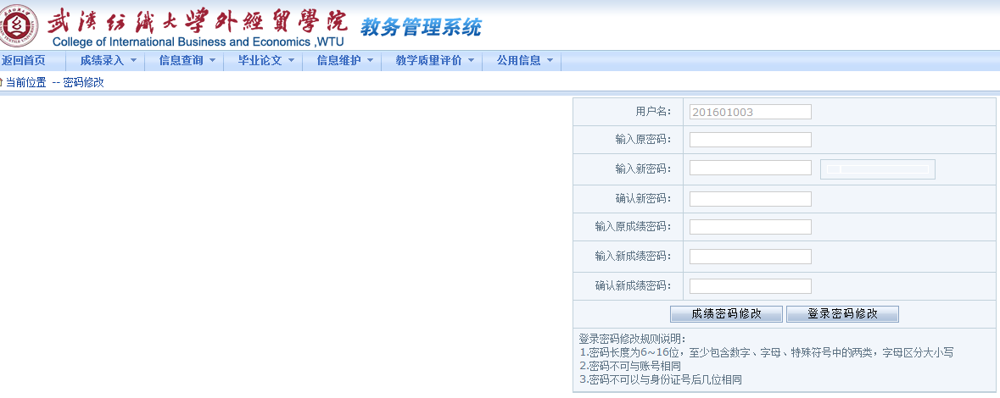 武漢紡織大學外經貿學院 教务管理系统
College of International Business and Economics ,WTU
返回首页 成绩录入 信息查询 毕业论文 信息维护 教学质量评价 公用信息
当前位置 -- 密码修改
用户名： 201601003
输入原密码：
输入新密码：
确认新密码：
输入原成绩密码：
输入新成绩密码：
确认新成绩密码：
成绩密码修改 登录密码修改
登录密码修改规则说明：
1.密码长度为6~16位，至少包含数字、字母、特殊符号中的两类，字母区分大小写
2.密码不可与账号相同
3.密码不可以与身份证号后几位相同